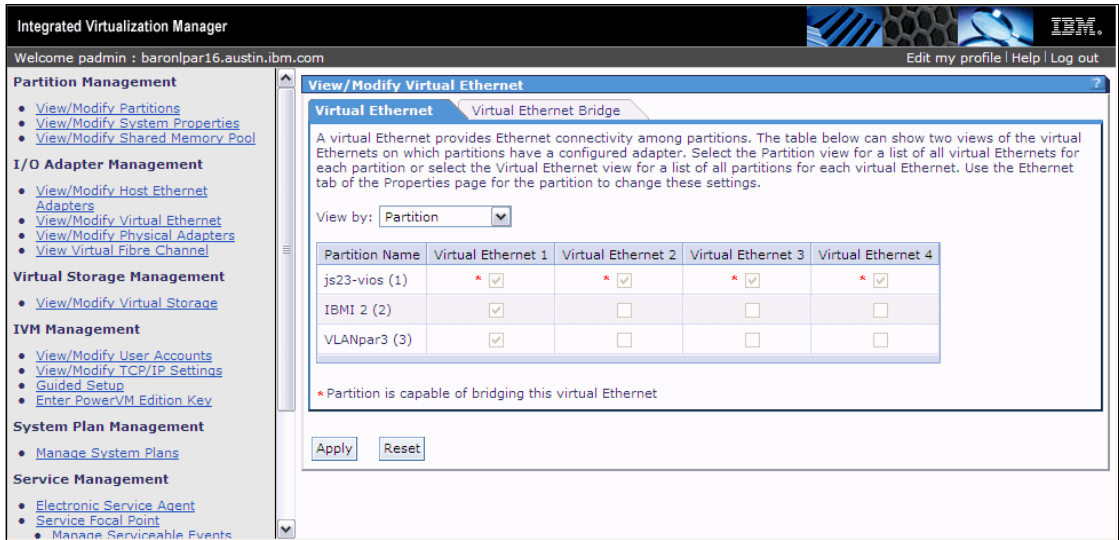 Integrated Virtualization Manager
IBM.
Welcome padmin : baronlpar16.austin.ibm.com
Edit my profile | Help | Log out
Partition Management
View/Modify Partitions
View/Modify System Properties
View/Modify Shared Memory Pool
I/O Adapter Management
View/Modify Host Ethernet
Adapters
View/Modify Virtual Ethernet
View/Modify Physical Adapters
View Virtual Fibre Channel
Virtual Storage Management
View/Modify Virtual Storage
IVM Management
View/Modify User Accounts
View/Modify TCP/IP Settings
Guided Setup
Enter PowerVM Edition Key
System Plan Management
Manage System Plans
Service Management
Electronic Service Agent
Service Focal Point
Manage Serviceable Events
View/Modify Virtual Ethernet
?
Virtual Ethernet
Virtual Ethernet Bridge
A virtual Ethernet provides Ethernet connectivity among partitions. The table below can show two views of the virtual
Ethernets on which partitions have a configured adapter. Select the Partition view for a list of all virtual Ethernets for
each partition or select the Virtual Ethernet view for a list of all partitions for each virtual Ethernet. Use the Ethernet
tab of the Properties page for the partition to change these settings.
View by: Partition
Partition Name Virtual Ethernet 1 Virtual Ethernet 2 Virtual Ethernet 3 Virtual Ethernet 4
js23-vios (1) * * * *
IBMI 2 (2)
VLANpar3 (3)
* Partition is capable of bridging this virtual Ethernet
Apply Reset